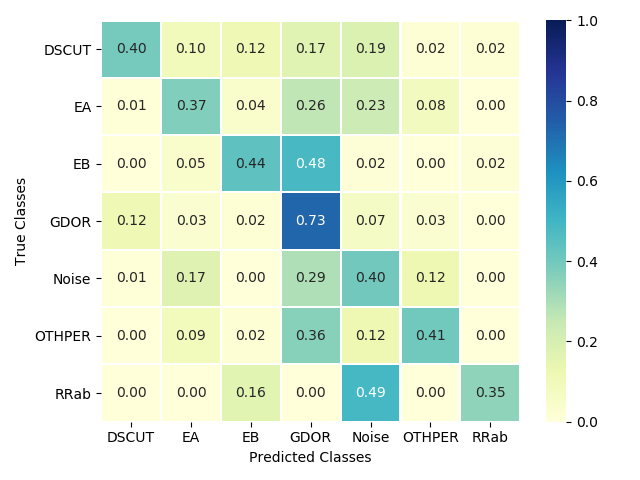 DSCUT 0.40 0.10 0.12 0.17 0.19 0.02 0.02
EA 0.01 0.37 0.04 0.26 0.23 0.08 0.00
EB 0.00 0.05 0.44 0.48 0.02 0.00 0.02
GDOR 0.12 0.03 0.02 0.73 0.07 0.03 0.00
Noise 0.01 0.17 0.00 0.29 0.40 0.12 0.00
OTHPER 0.00 0.09 0.02 0.36 0.12 0.41 0.00
RRab 0.00 0.00 0.16 0.00 0.49 0.00 0.35
DSCUT EA EB GDOR Noise OTHPER RRab
Predicted Classes
True Classes
1.0
0.8
0.6
0.4
0.2
0.0